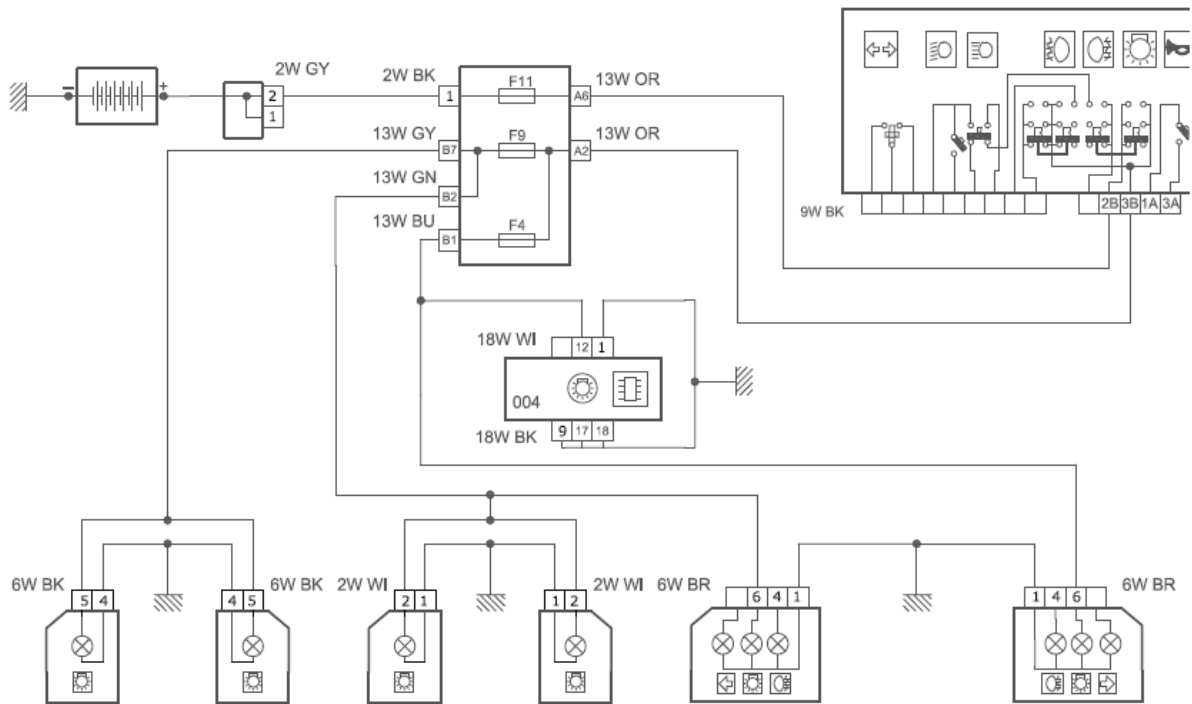 2W GY
2W BK
F11
13W OR
− +
2
1
1
A6
13W GY
F9
13W OR
B7
A2
13W GN
B2
13W BU
F4
B1
9W BK
2B 3B 1A 3A
18W WI
12 1
004
18W BK
9 17 18
6W BK
5 4
4 5
6W BK
2W WI
2 1
1 2
2W WI
6W BR
6 4 1
1 4 6
6W BR